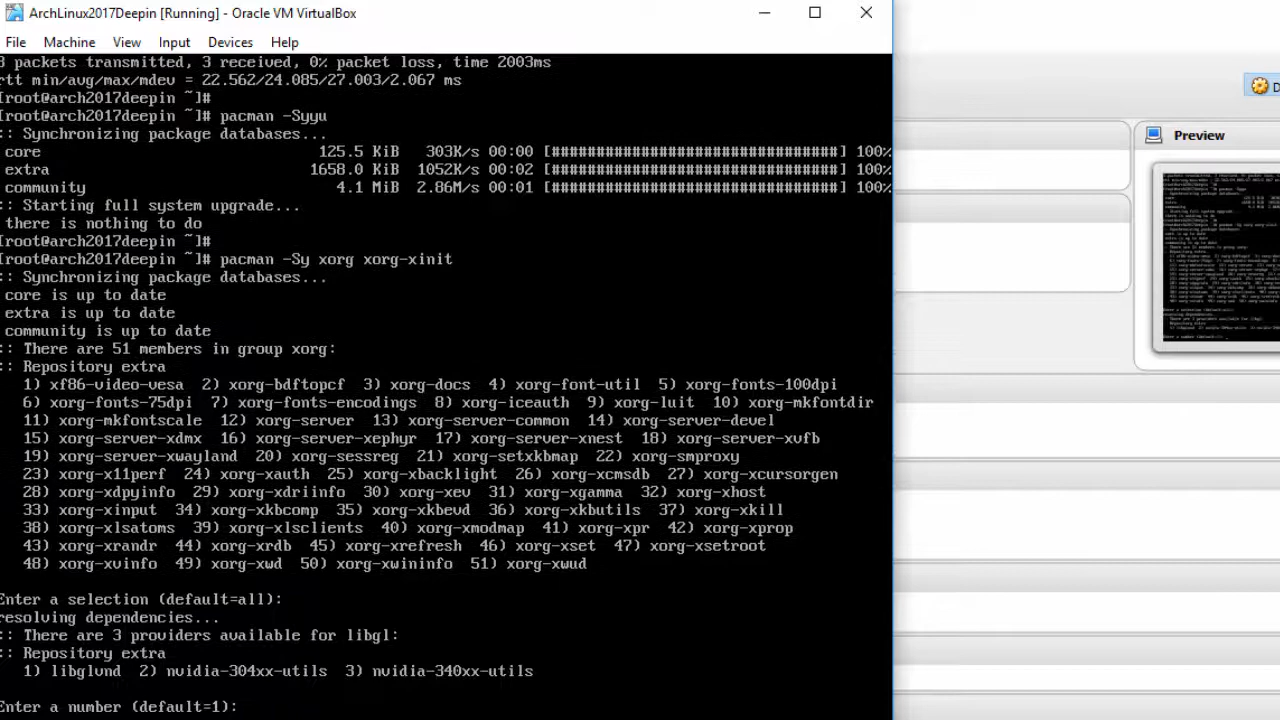 ArchLinux2017Deepin [Running] - Oracle VM VirtualBox
File Machine View Input Devices Help
packets transmitted, 3 received, 0% packet loss, time 2003ms
rtt min/avg/max/mdev = 22.562/24.085/27.003/2.067 ms
[root@arch2017deepin ~]#
[root@arch2017deepin ~]# pacman -Syyu
:: Synchronizing package databases...
core 125.5 KiB 303K/s 00:00 [################################] 100%
extra 1658.0 KiB 1052K/s 00:02 [################################] 100%
community 4.1 MiB 2.86M/s 00:01 [################################] 100%
:: Starting full system upgrade...
there is nothing to do
[root@arch2017deepin ~]#
[root@arch2017deepin ~]# pacman -Sy xorg xorg-xinit
:: Synchronizing package databases...
core is up to date
extra is up to date
community is up to date
:: There are 51 members in group xorg:
:: Repository extra
1) xf86-video-vesa 2) xorg-bdftopcf 3) xorg-docs 4) xorg-font-util 5) xorg-fonts-100dpi
6) xorg-fonts-75dpi 7) xorg-fonts-encodings 8) xorg-iceauth 9) xorg-luit 10) xorg-mkfontdir
11) xorg-mkfontscale 12) xorg-server 13) xorg-server-common 14) xorg-server-devel
15) xorg-server-xdmx 16) xorg-server-xephyr 17) xorg-server-xnest 18) xorg-server-xvfb
19) xorg-server-xwayland 20) xorg-sessreg 21) xorg-setxkbmap 22) xorg-smproxy
23) xorg-x11perf 24) xorg-xauth 25) xorg-xbacklight 26) xorg-xcmsdb 27) xorg-xcursorgen
28) xorg-xdpyinfo 29) xorg-xdriinfo 30) xorg-xev 31) xorg-xgamma 32) xorg-xhost
33) xorg-xinput 34) xorg-xkbcomp 35) xorg-xkbevd 36) xorg-xkbutils 37) xorg-xkill
38) xorg-xlsatoms 39) xorg-xlsclients 40) xorg-xmodmap 41) xorg-xpr 42) xorg-xprop
43) xorg-xrandr 44) xorg-xrdb 45) xorg-xrefresh 46) xorg-xset 47) xorg-xsetroot
48) xorg-xvinfo 49) xorg-xwd 50) xorg-xwininfo 51) xorg-xwud
Enter a selection (default=all):
resolving dependencies...
:: There are 3 providers available for libgl:
:: Repository extra
1) libglvnd 2) nvidia-304xx-utils 3) nvidia-340xx-utils
Enter a number (default=1):
Preview